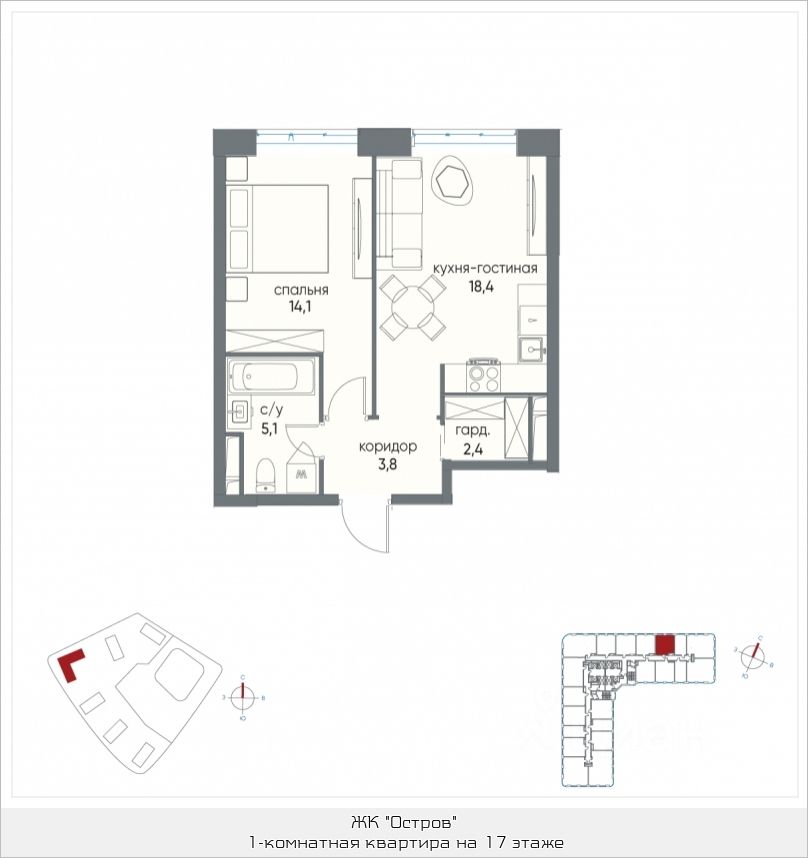 кухня-гостиная
18,4
спальня
14,1
с/у
5,1
гард.
2,4
коридор
3,8
W
С
З
В
Ю
С
З
В
Ю
ЖК "Остров"
1-комнатная квартира на 17 этаже